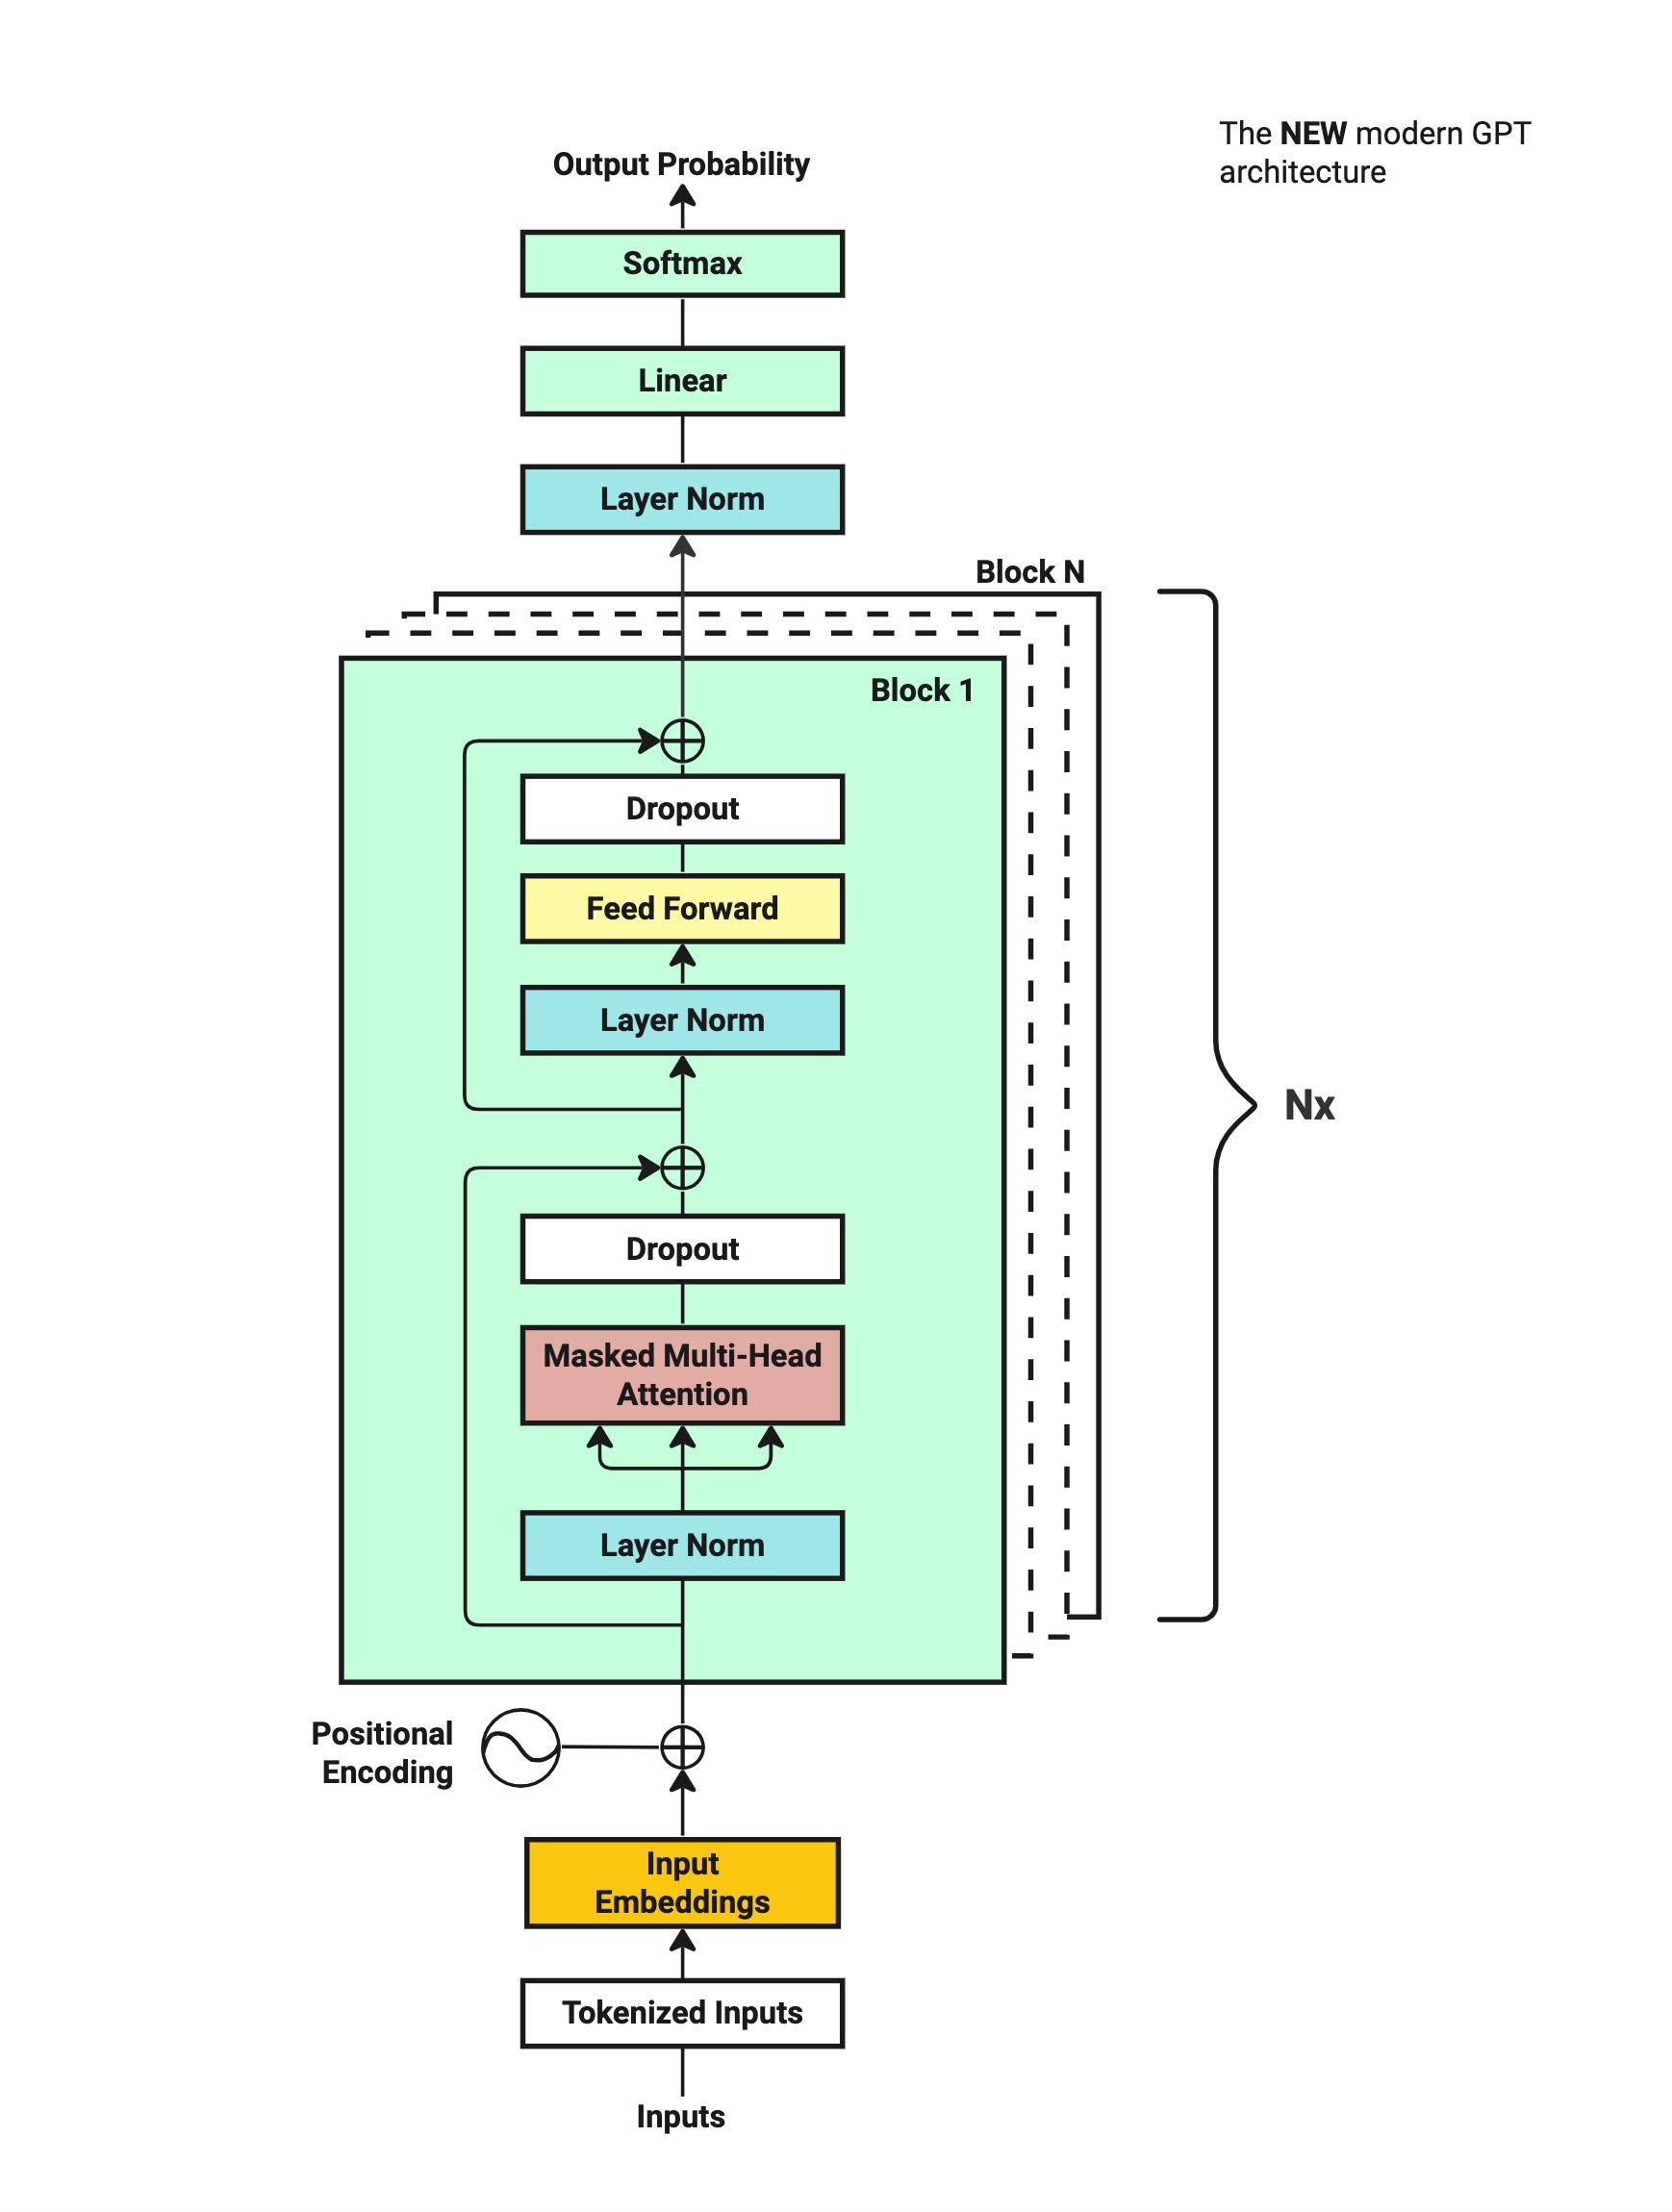 The NEW modern GPT
architecture
Output Probability
Softmax
Linear
Layer Norm
Block N
Block 1
Dropout
Feed Forward
Layer Norm
Nx
Dropout
Masked Multi-Head
Attention
Layer Norm
Positional
Encoding
Input
Embeddings
Tokenized Inputs
Inputs